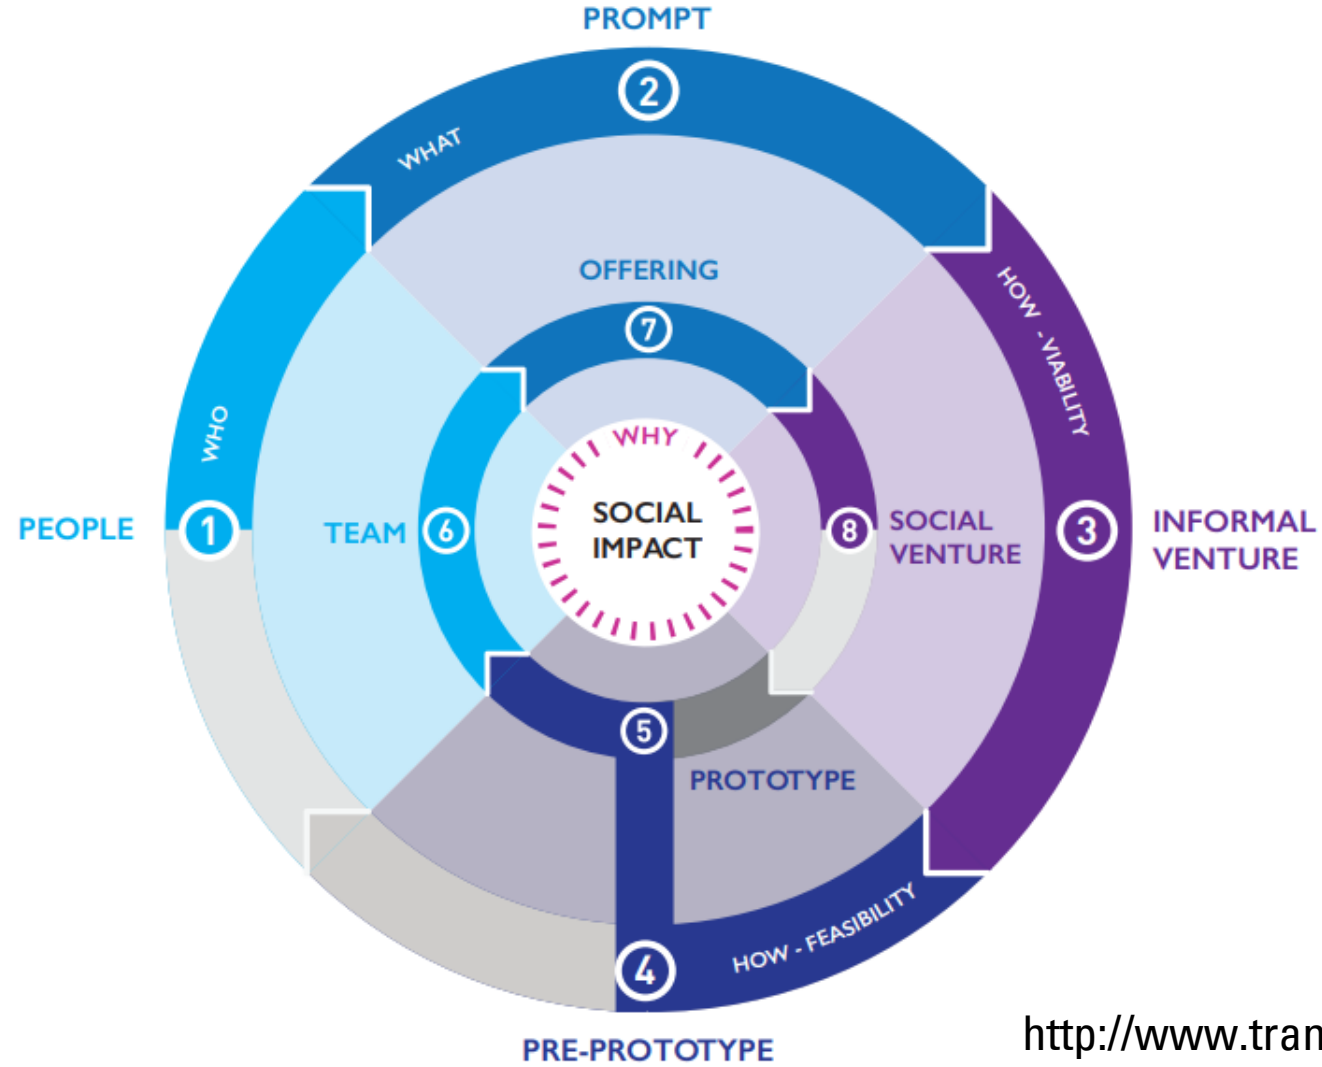 PROMPT
2
WHAT
HOW - VIABILITY
OFFERING
7
WHO
WHY
SOCIAL
IMPACT
PEOPLE
1
TEAM
6
8
SOCIAL
VENTURE
3
INFORMAL
VENTURE
5
PROTOTYPE
HOW - FEASIBILITY
4
PRE-PROTOTYPE
http://www.tran